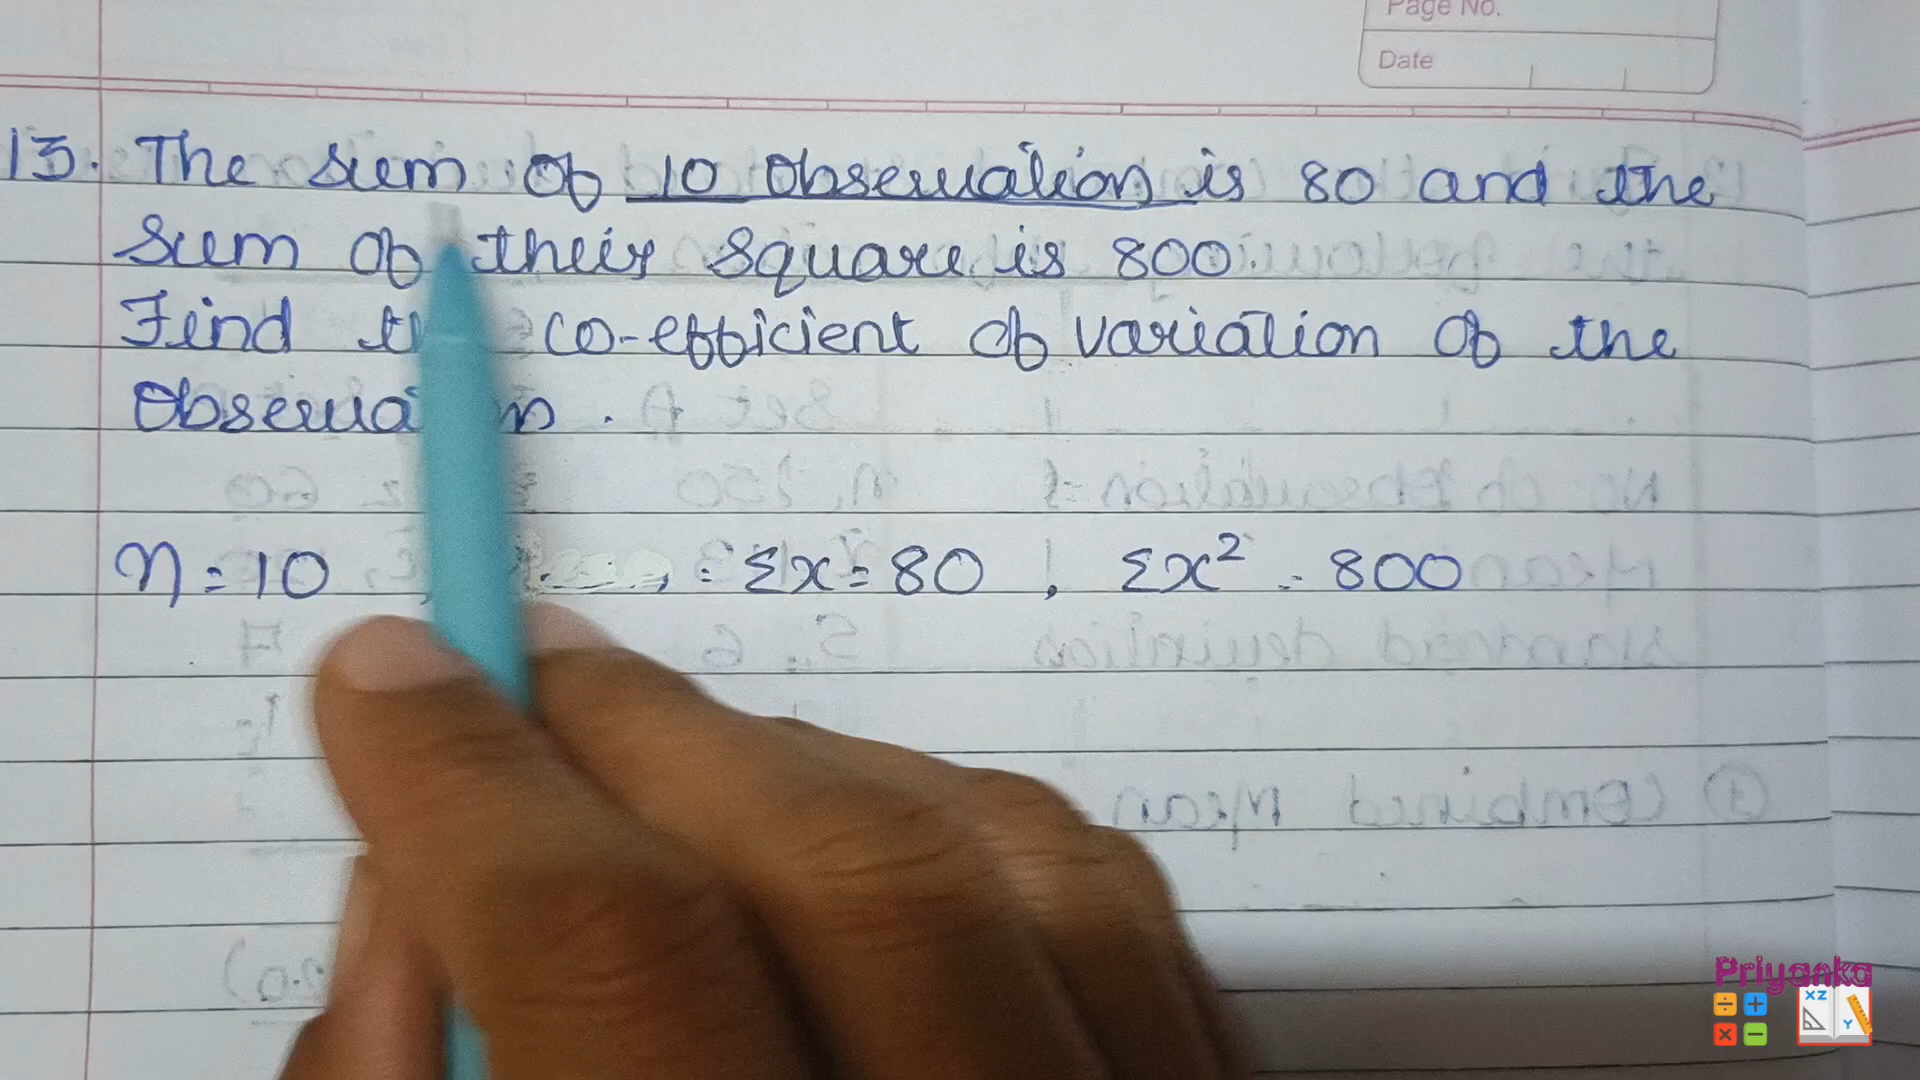 Page No.
Date
13. The sum of 10 observation is 80 and the
sum of their square is 800.
Find co-efficient of variation of the
n = 10 , Σx = 80 , Σx² = 800
Priyanka